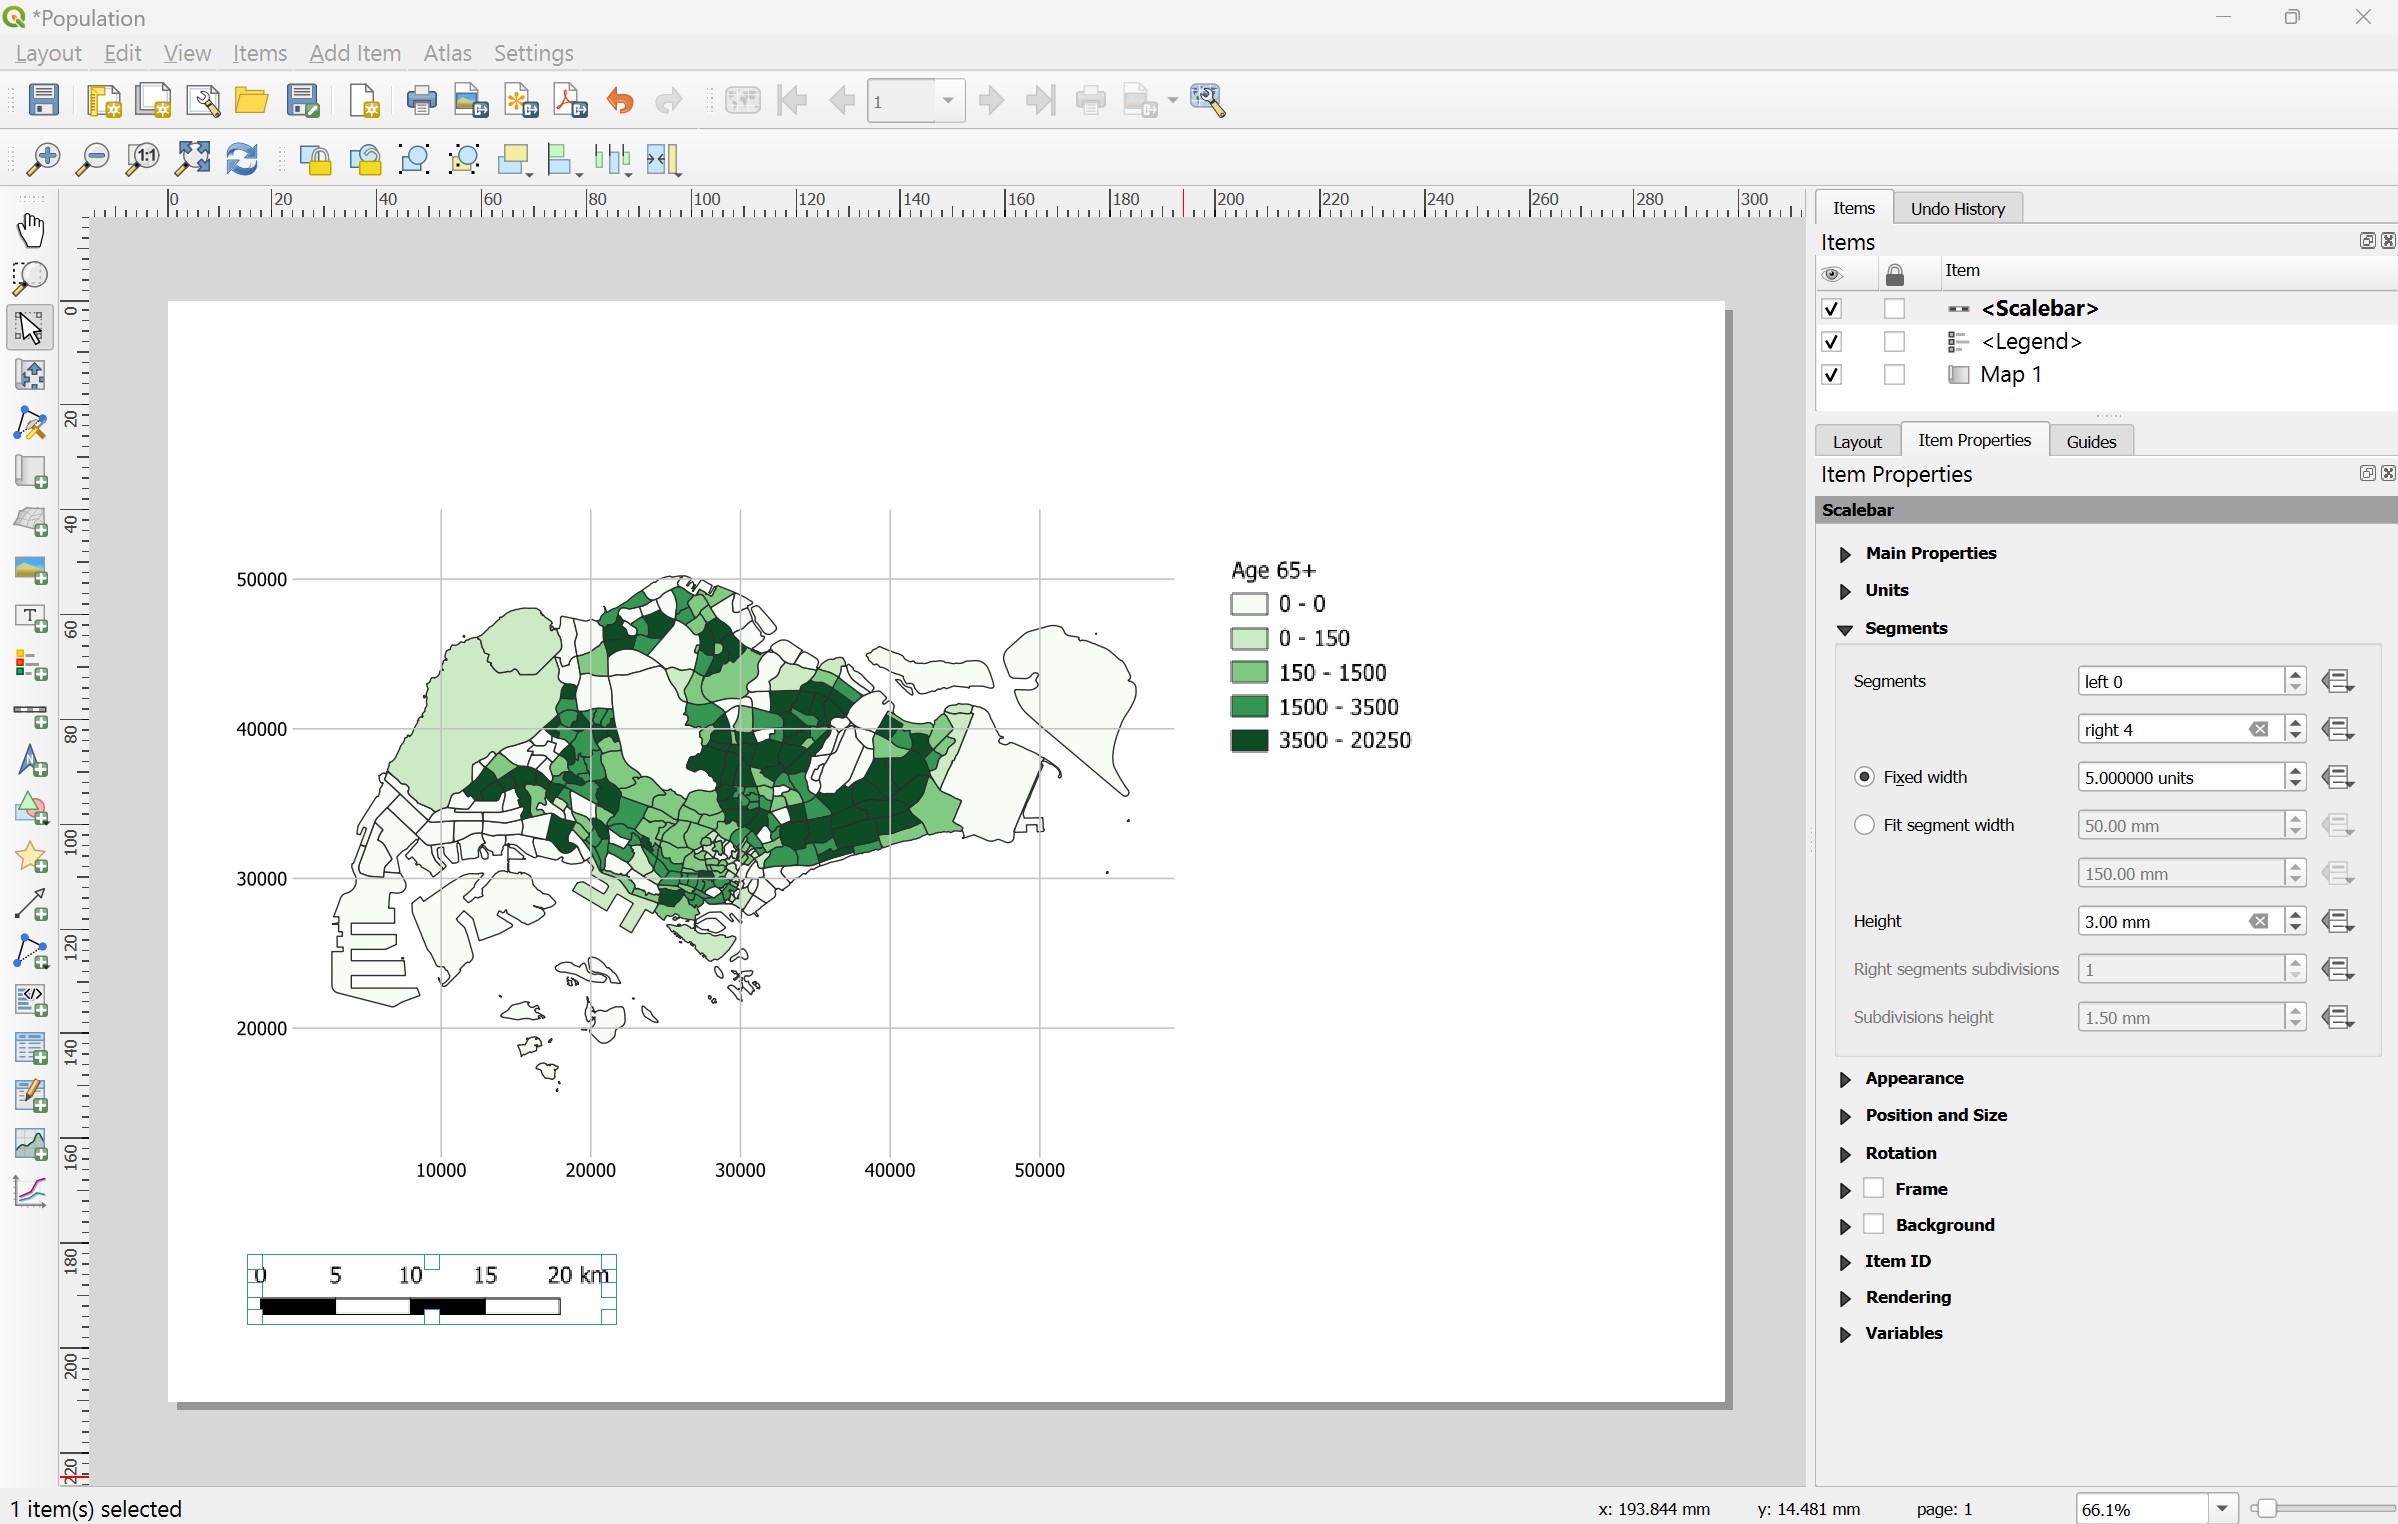 *Population
Layout Edit View Items Add Item Atlas Settings
1
1:1
0 20 40 60 80 100 120 140 160 180 200 220 240 260 280 300
0
20
40
60
80
100
120
140
160
180
200
220
50000
40000
30000
20000
10000 20000 30000 40000 50000
Age 65+
0 - 0
0 - 150
150 - 1500
1500 - 3500
3500 - 20250
0 5 10 15 20 km
Items Undo History
Items
Item
<Scalebar>
<Legend>
Map 1
Layout Item Properties Guides
Item Properties
Scalebar
Main Properties
Units
Segments
Segments left 0
right 4
Fixed width 5.000000 units
Fit segment width 50.00 mm
150.00 mm
Height 3.00 mm
Right segments subdivisions 1
Subdivisions height 1.50 mm
Appearance
Position and Size
Rotation
Frame
Background
Item ID
Rendering
Variables
1 item(s) selected x: 193.844 mm y: 14.481 mm page: 1 66.1%